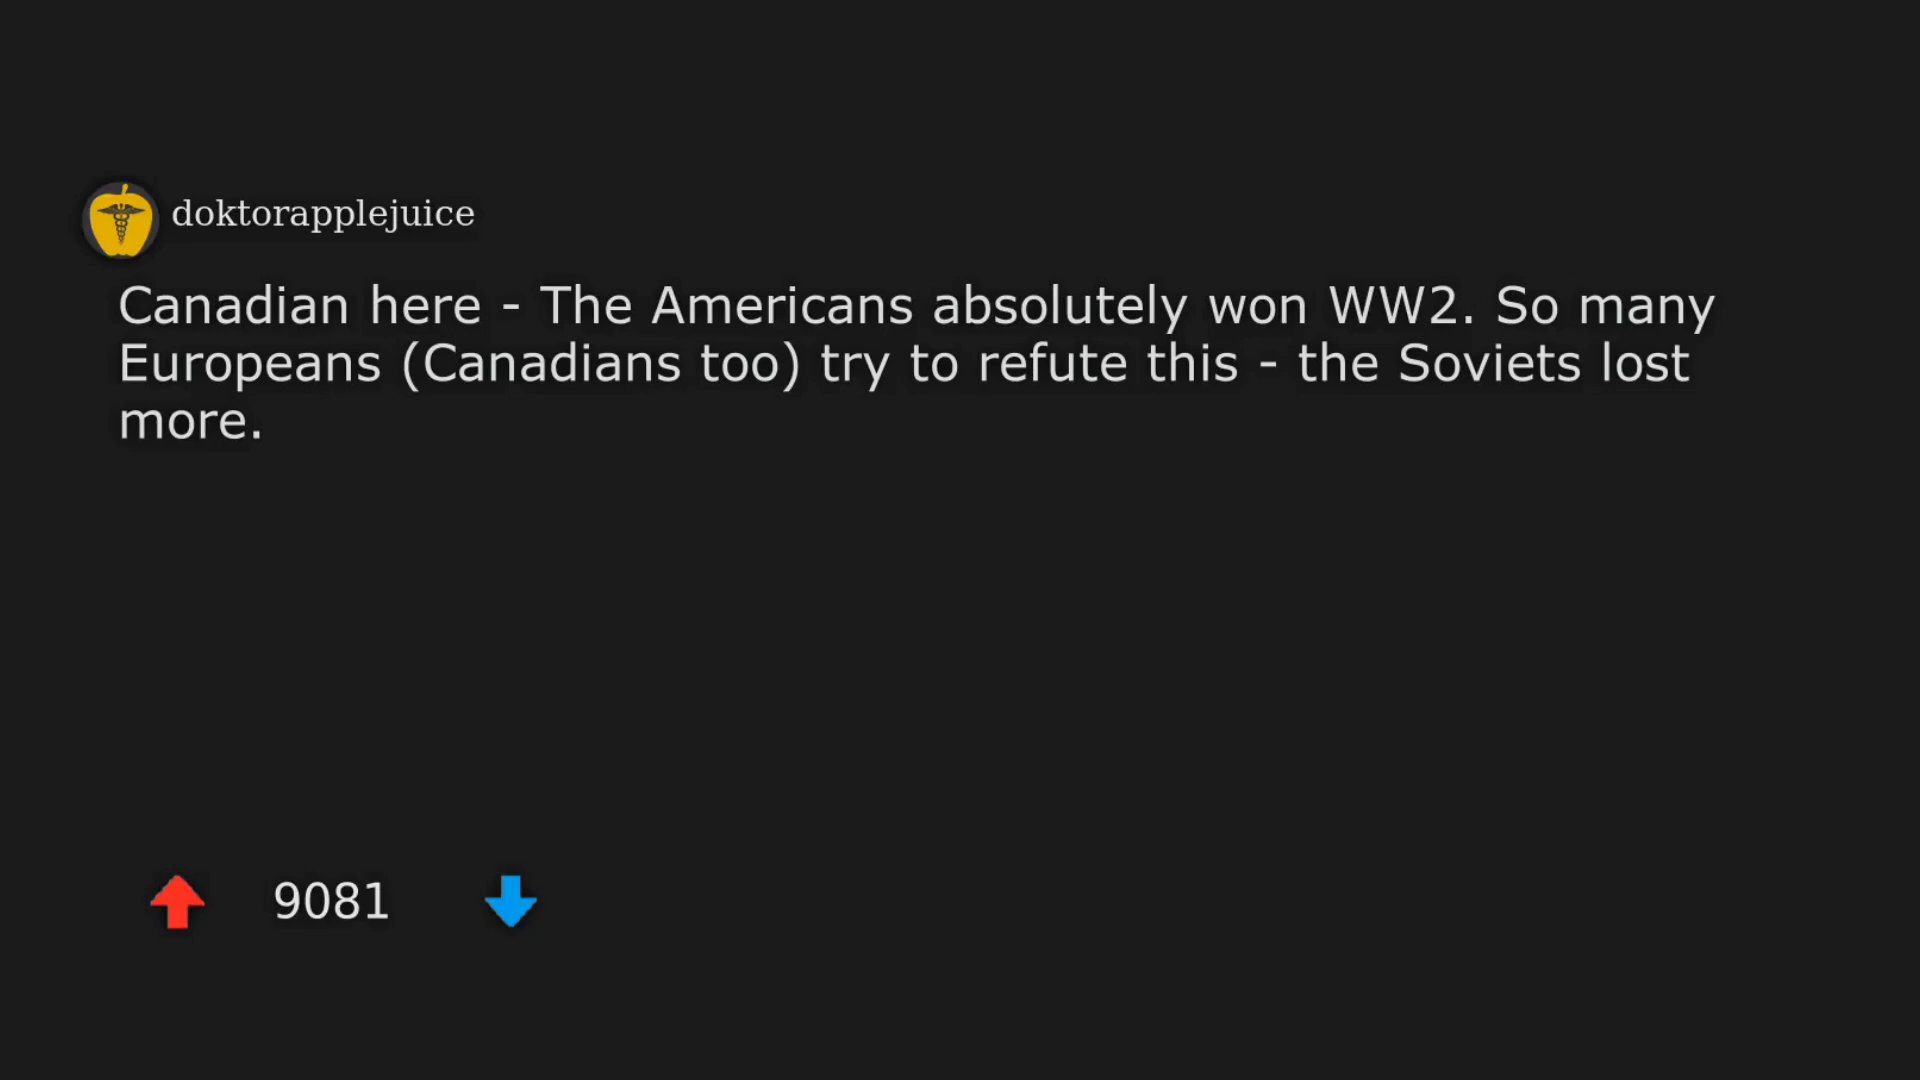 doktorapplejuice
Canadian here - The Americans absolutely won WW2. So many
Europeans (Canadians too) try to refute this - the Soviets lost
more.
9081